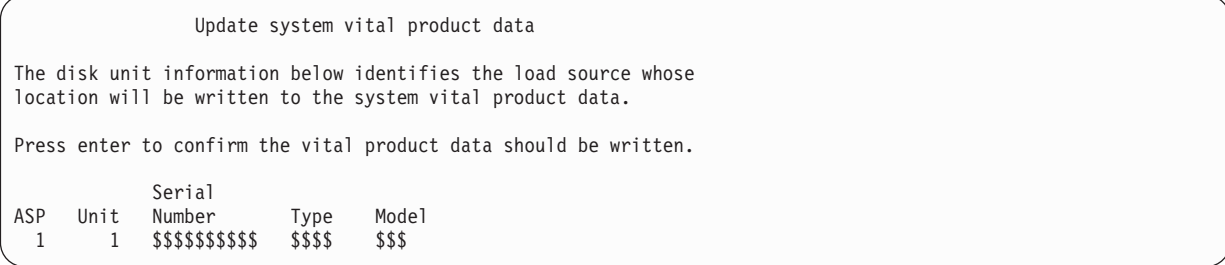 Update system vital product data
The disk unit information below identifies the load source whose
location will be written to the system vital product data.
Press enter to confirm the vital product data should be written.
Serial
ASP Unit Number Type Model
1 1 $$$$$$$$$$ $$$$ $$$